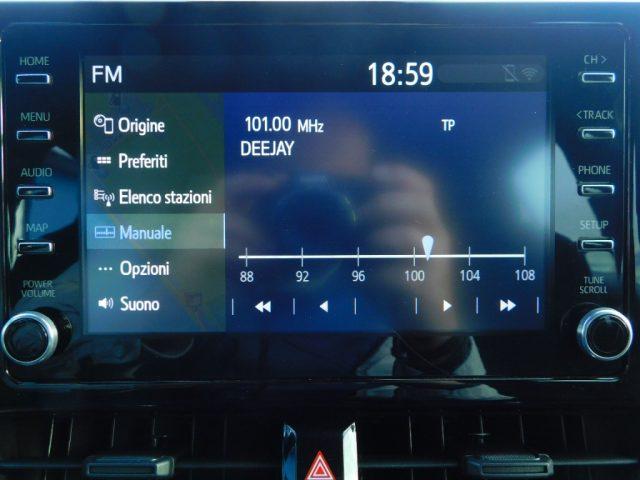 FM 18:59
HOME
MENU
AUDIO
MAP
POWER
VOLUME
Origine
Preferiti
Elenco stazioni
Manuale
Opzioni
Suono
101.00 MHz TP
DEEJAY
88 92 96 100 104 108
CH >
< TRACK
PHONE
SETUP
TUNE
SCROLL